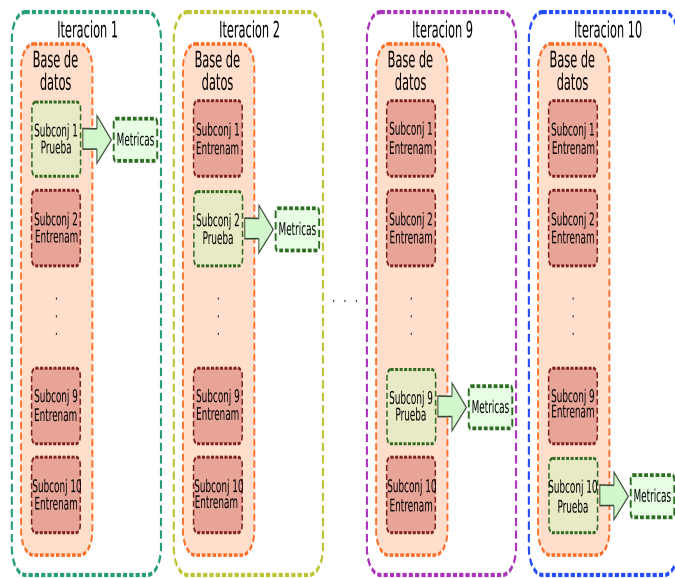 Iteracion 1
Base de
datos
Subconj 1
Prueba
Metricas
Subconj 2
Entrenam
.
.
.
Subconj 9
Entrenam
Subconj 10
Entrenam
Iteracion 2
Base de
datos
Subconj 1
Entrenam
Subconj 2
Prueba
Metricas
.
.
.
Subconj 9
Entrenam
Subconj 10
Entrenam
. . .
Iteracion 9
Base de
datos
Subconj 1
Entrenam
Subconj 2
Entrenam
.
.
.
Subconj 9
Prueba
Metricas
Subconj 10
Entrenam
Iteracion 10
Base de
datos
Subconj 1
Entrenam
Subconj 2
Entrenam
.
.
.
Subconj 9
Entrenam
Subconj 10
Prueba
Metricas